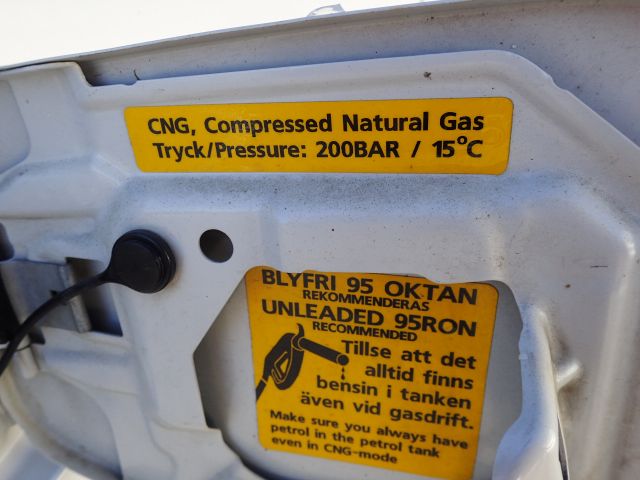 CNG, Compressed Natural Gas
Tryck/Pressure: 200BAR / 15°C
BLYFRI 95 OKTAN
REKOMMENDERAS
UNLEADED 95RON
RECOMMENDED
Tillse att det
alltid finns
bensin i tanken
även vid gasdrift.
Make sure you always have
petrol in the petrol tank
even in CNG-mode